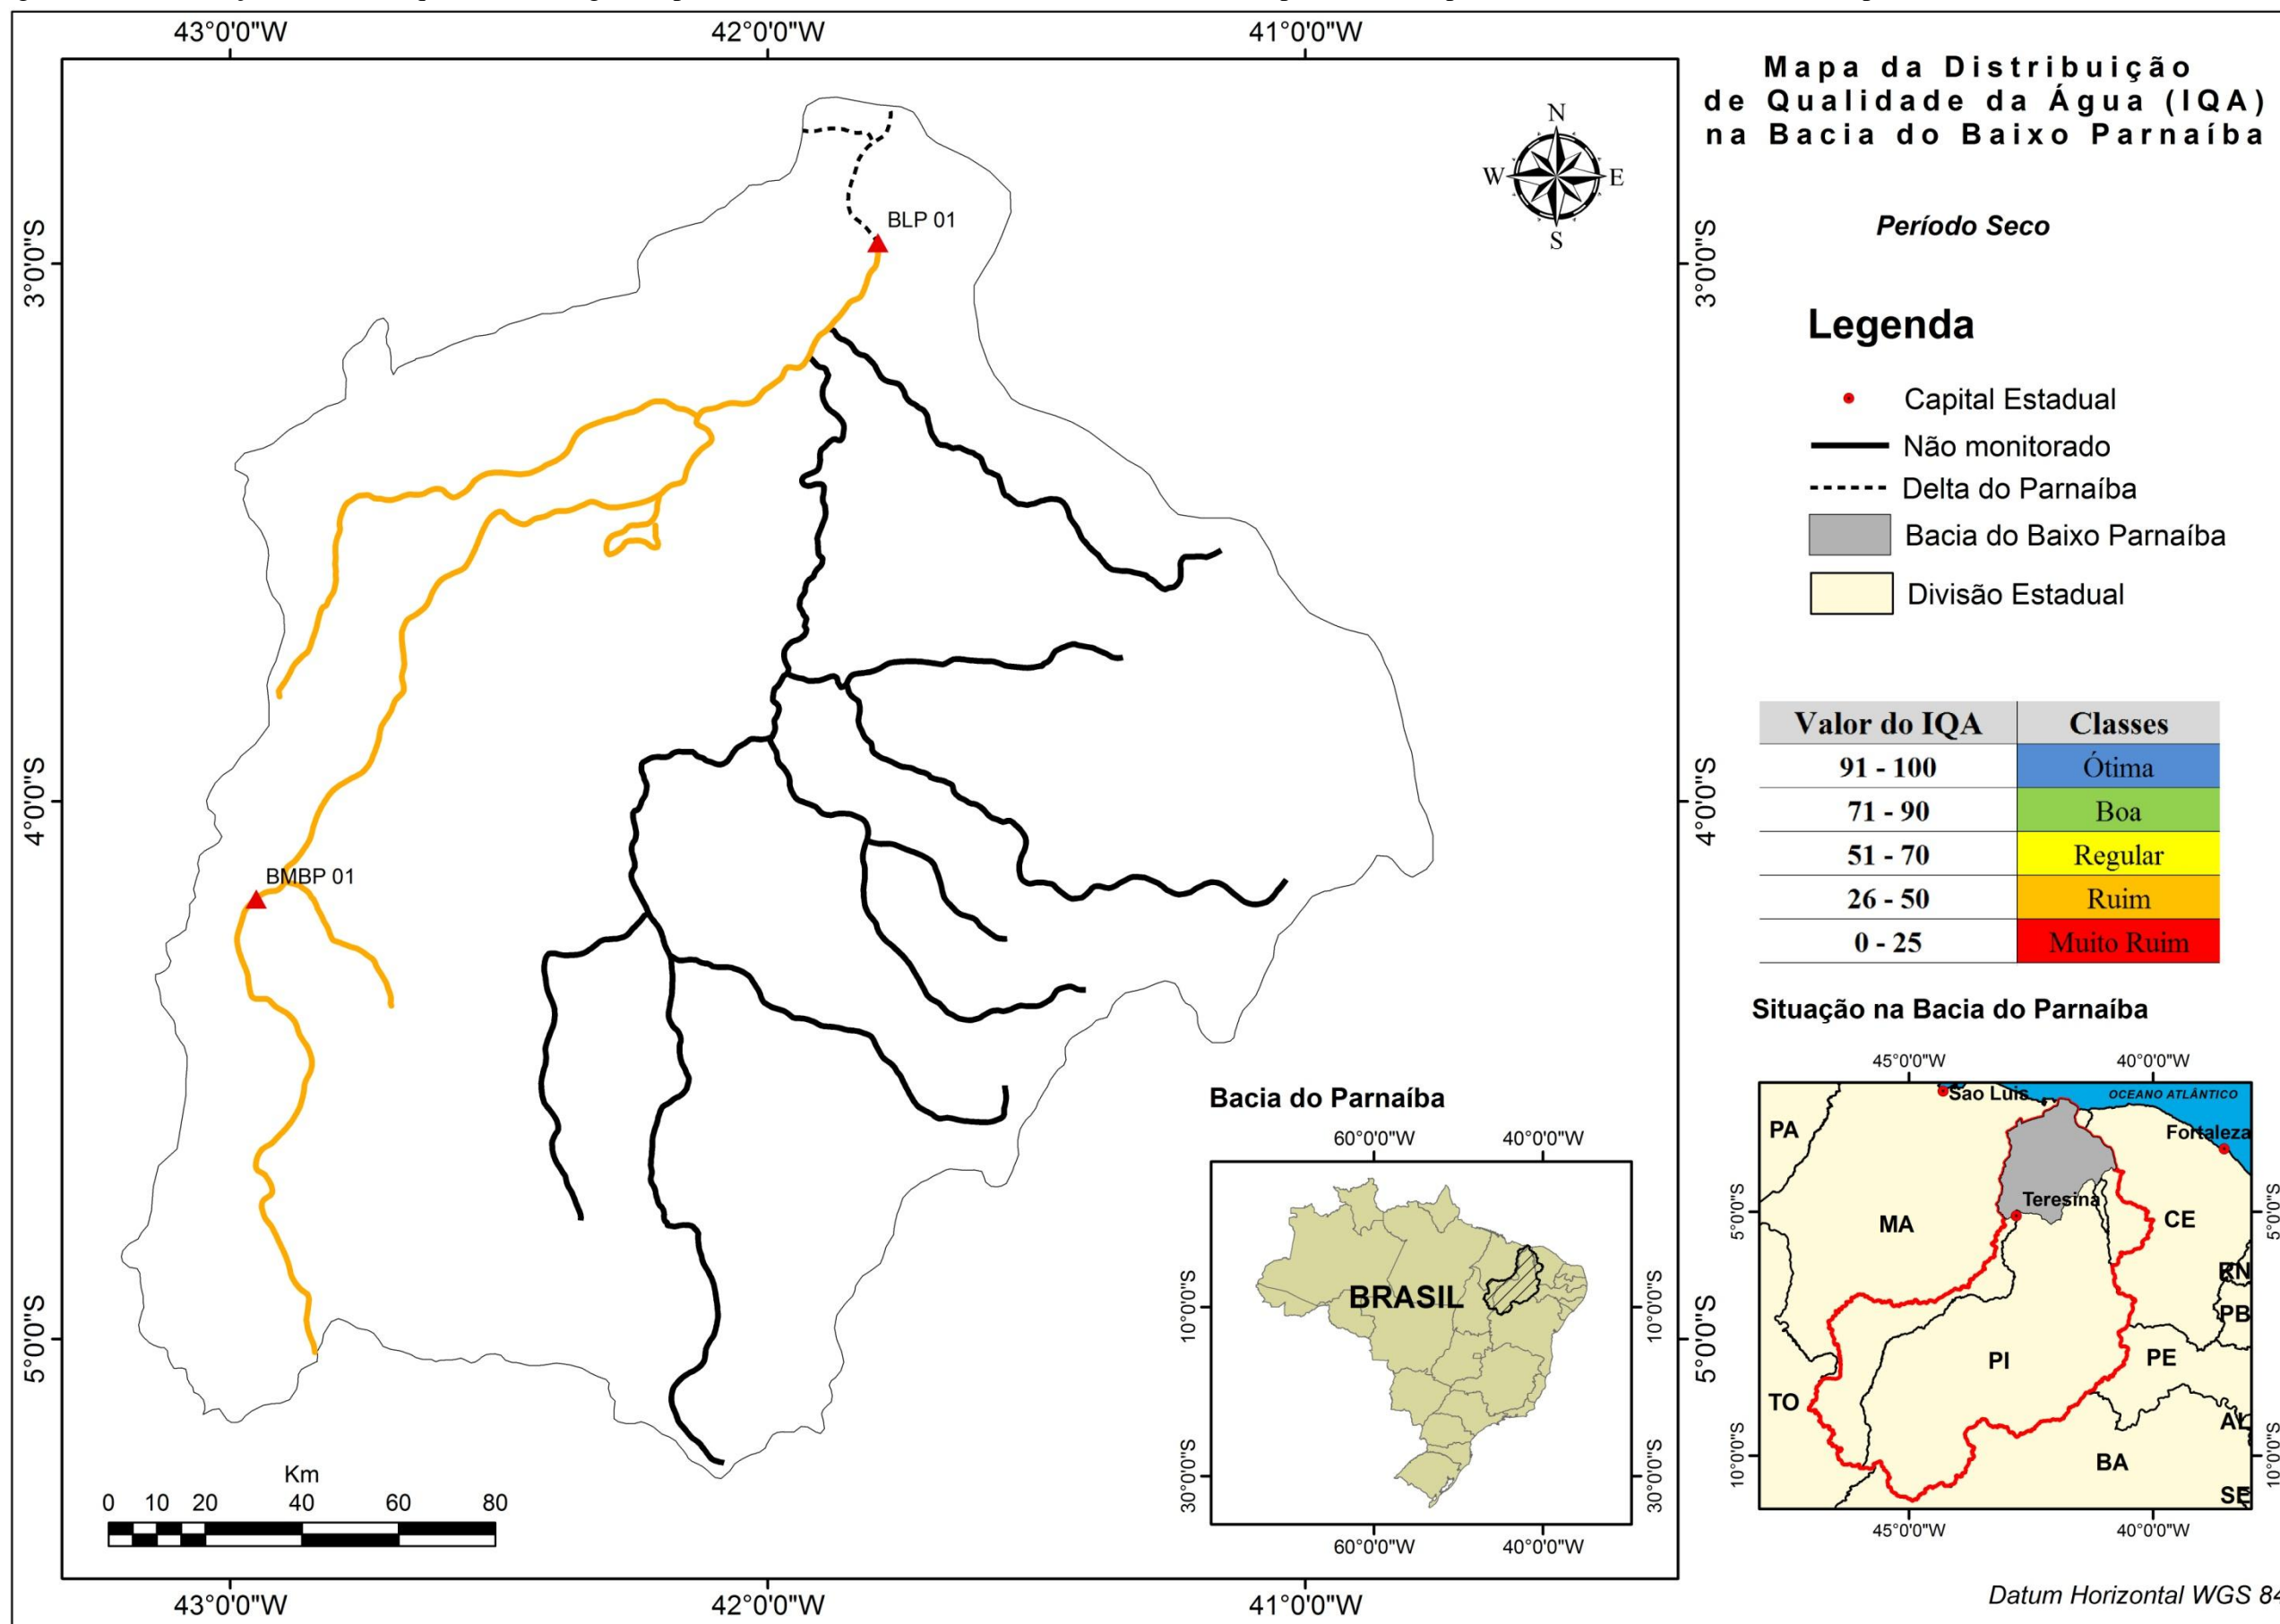 43°0'0"W 42°0'0"W 41°0'0"W
Mapa da Distribuição
de Qualidade da Água (IQA)
na Bacia do Baixo Parnaíba
Período Seco
N
W E
S
BLP 01
3°0'0"S 3°0'0"S
Legenda
Capital Estadual
Não monitorado
Delta do Parnaíba
Bacia do Baixo Parnaíba
Divisão Estadual
Valor do IQA Classes
91 - 100 Ótima
71 - 90 Boa
51 - 70 Regular
26 - 50 Ruim
0 - 25 Muito Ruim
4°0'0"S 4°0'0"S
BMBP 01
Situação na Bacia do Parnaíba
45°0'0"W 40°0'0"W
Sao Luis
OCEANO ATLÂNTICO
PA
Fortaleza
Teresina
5°0'0"S 5°0'0"S
MA CE
RN
PB
PI PE
TO
AL
10°0'0"S 10°0'0"S
BA
SE
45°0'0"W 40°0'0"W
Bacia do Parnaíba
60°0'0"W 40°0'0"W
BRASIL
10°0'0"S 10°0'0"S
30°0'0"S 30°0'0"S
60°0'0"W 40°0'0"W
5°0'0"S 5°0'0"S
Km
0 10 20 40 60 80
43°0'0"W 42°0'0"W 41°0'0"W
Datum Horizontal WGS 84